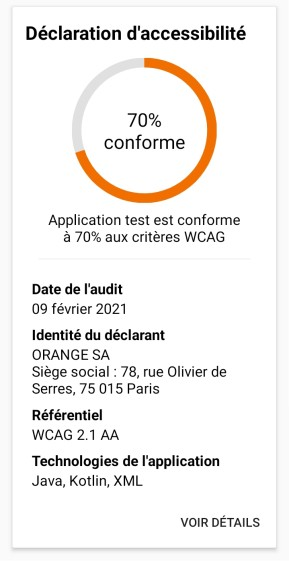 Déclaration d'accessibilité
70%
conforme
Application test est conforme
à 70% aux critères WCAG
Date de l'audit
09 février 2021
Identité du déclarant
ORANGE SA
Siège social : 78, rue Olivier de
Serres, 75 015 Paris
Référentiel
WCAG 2.1 AA
Technologies de l'application
Java, Kotlin, XML
VOIR DÉTAILS